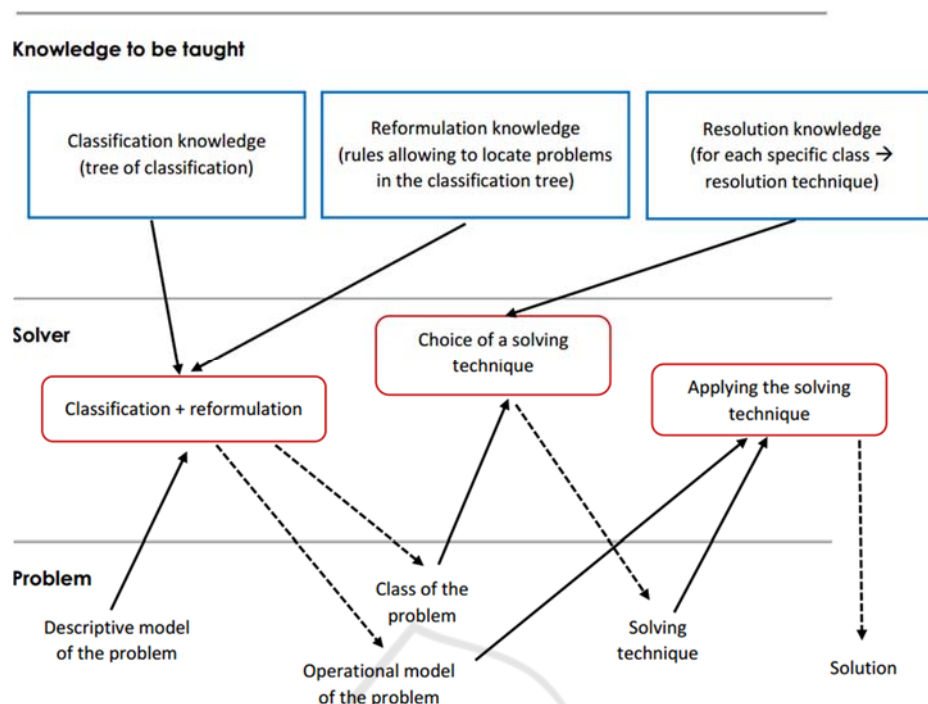 Knowledge to be taught
Classification knowledge
(tree of classification)
Reformulation knowledge
(rules allowing to locate problems
in the classification tree)
Resolution knowledge
(for each specific class →
resolution technique)
Solver
Choice of a solving
technique
Classification + reformulation
Applying the solving
technique
Problem
Descriptive model
of the problem
Class of the
problem
Operational model
of the problem
Solving
technique
Solution